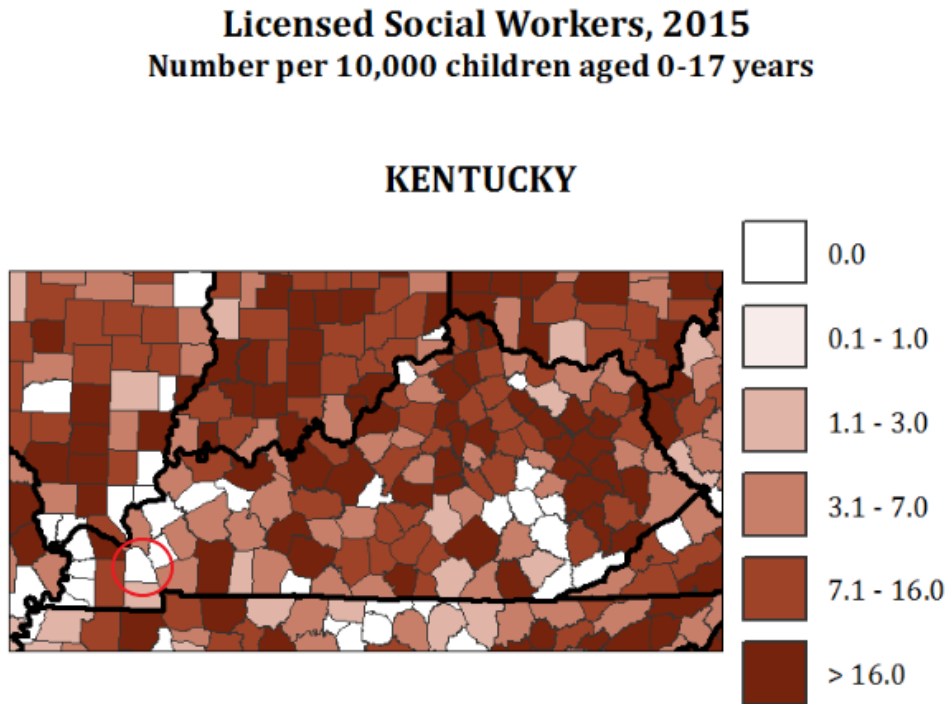 Licensed Social Workers, 2015
Number per 10,000 children aged 0-17 years
KENTUCKY
0.0
0.1 - 1.0
1.1 - 3.0
3.1 - 7.0
7.1 - 16.0
> 16.0